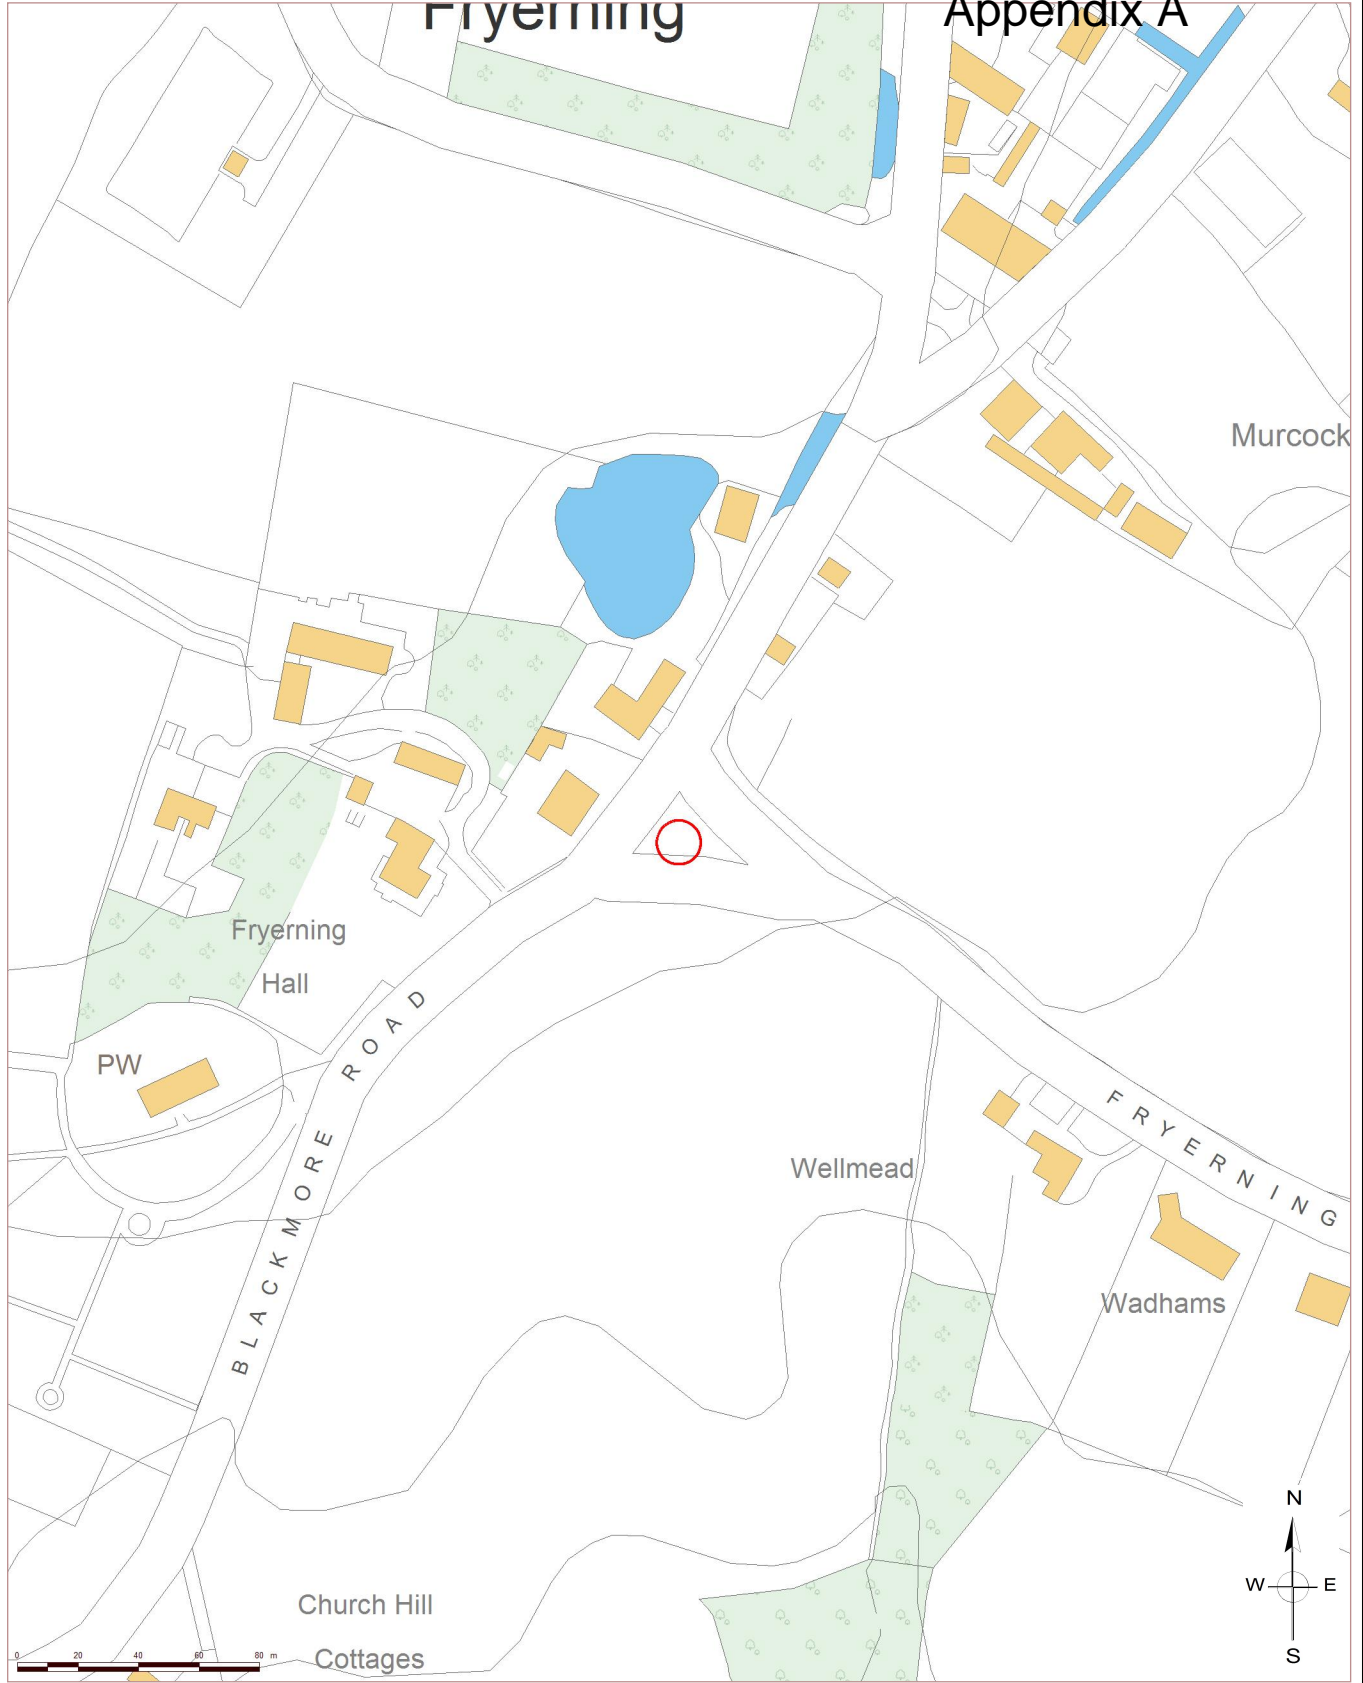 Fryerning
Appendix A
Murcock
Fryerning
Hall
PW
BLACKMORE ROAD
FRYERNING
Wellmead
Wadhams
Church Hill
Cottages
N
W E
S
0 20 40 60 80 m